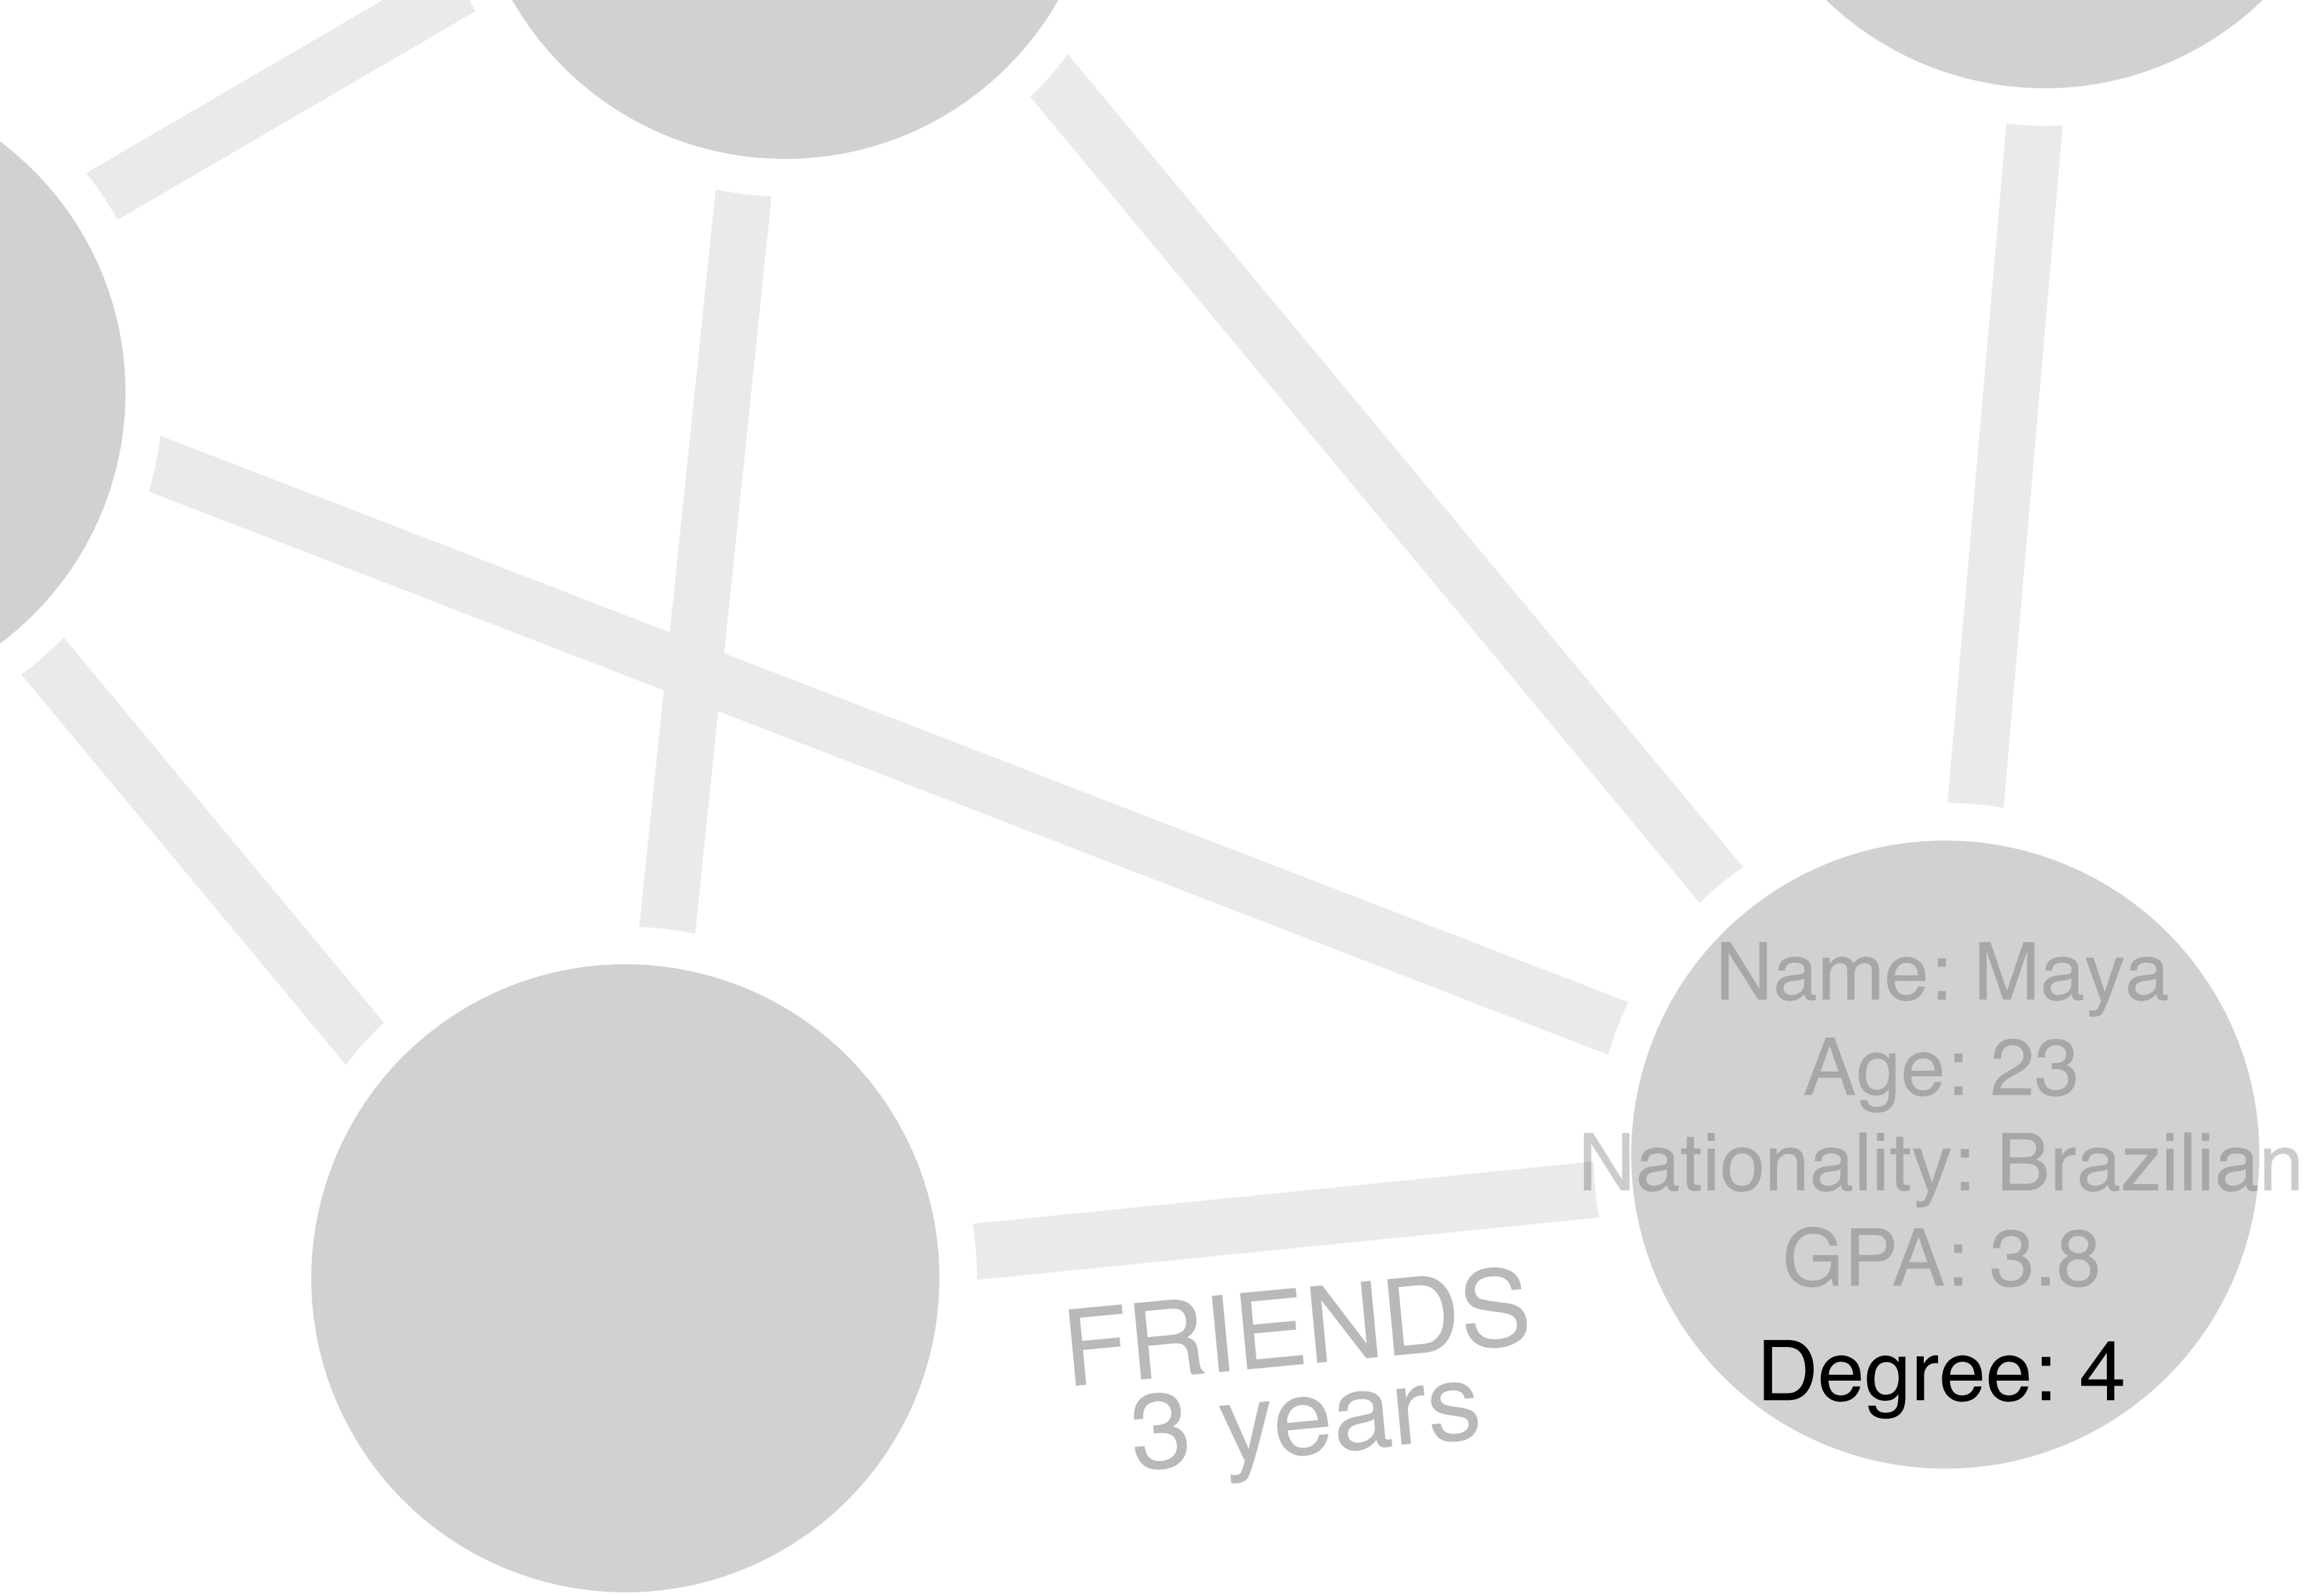 Name: Maya
Age: 23
Nationality: Brazilian
GPA: 3.8
Degree: 4
FRIENDS
3 years